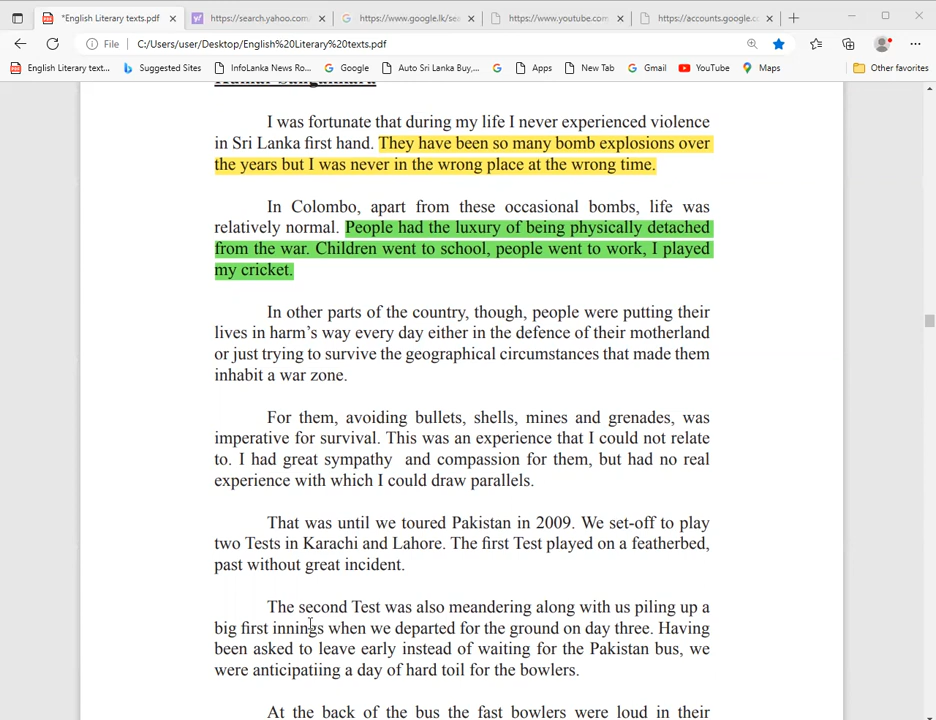 *English Literary texts.pdf
https://search.yahoo.com
https://www.google.lk/se
https://www.youtube.com
https://accounts.google.c
File
C:/Users/user/Desktop/English%20Literary%20texts.pdf
English Literary text...
Suggested Sites
InfoLanka News Ro...
Google
Auto Sri Lanka Buy,...
Apps
New Tab
Gmail
YouTube
Maps
Other favorites
I was fortunate that during my life I never experienced violence
in Sri Lanka first hand. They have been so many bomb explosions over
the years but I was never in the wrong place at the wrong time.
In Colombo, apart from these occasional bombs, life was
relatively normal. People had the luxury of being physically detached
from the war. Children went to school, people went to work, I played
my cricket.
In other parts of the country, though, people were putting their
lives in harm's way every day either in the defence of their motherland
or just trying to survive the geographical circumstances that made them
inhabit a war zone.
For them, avoiding bullets, shells, mines and grenades, was
imperative for survival. This was an experience that I could not relate
to. I had great sympathy and compassion for them, but had no real
experience with which I could draw parallels.
That was until we toured Pakistan in 2009. We set-off to play
two Tests in Karachi and Lahore. The first Test played on a featherbed,
past without great incident.
The second Test was also meandering along with us piling up a
big first innings when we departed for the ground on day three. Having
been asked to leave early instead of waiting for the Pakistan bus, we
were anticipatiing a day of hard toil for the bowlers.
At the back of the bus the fast bowlers were loud in their